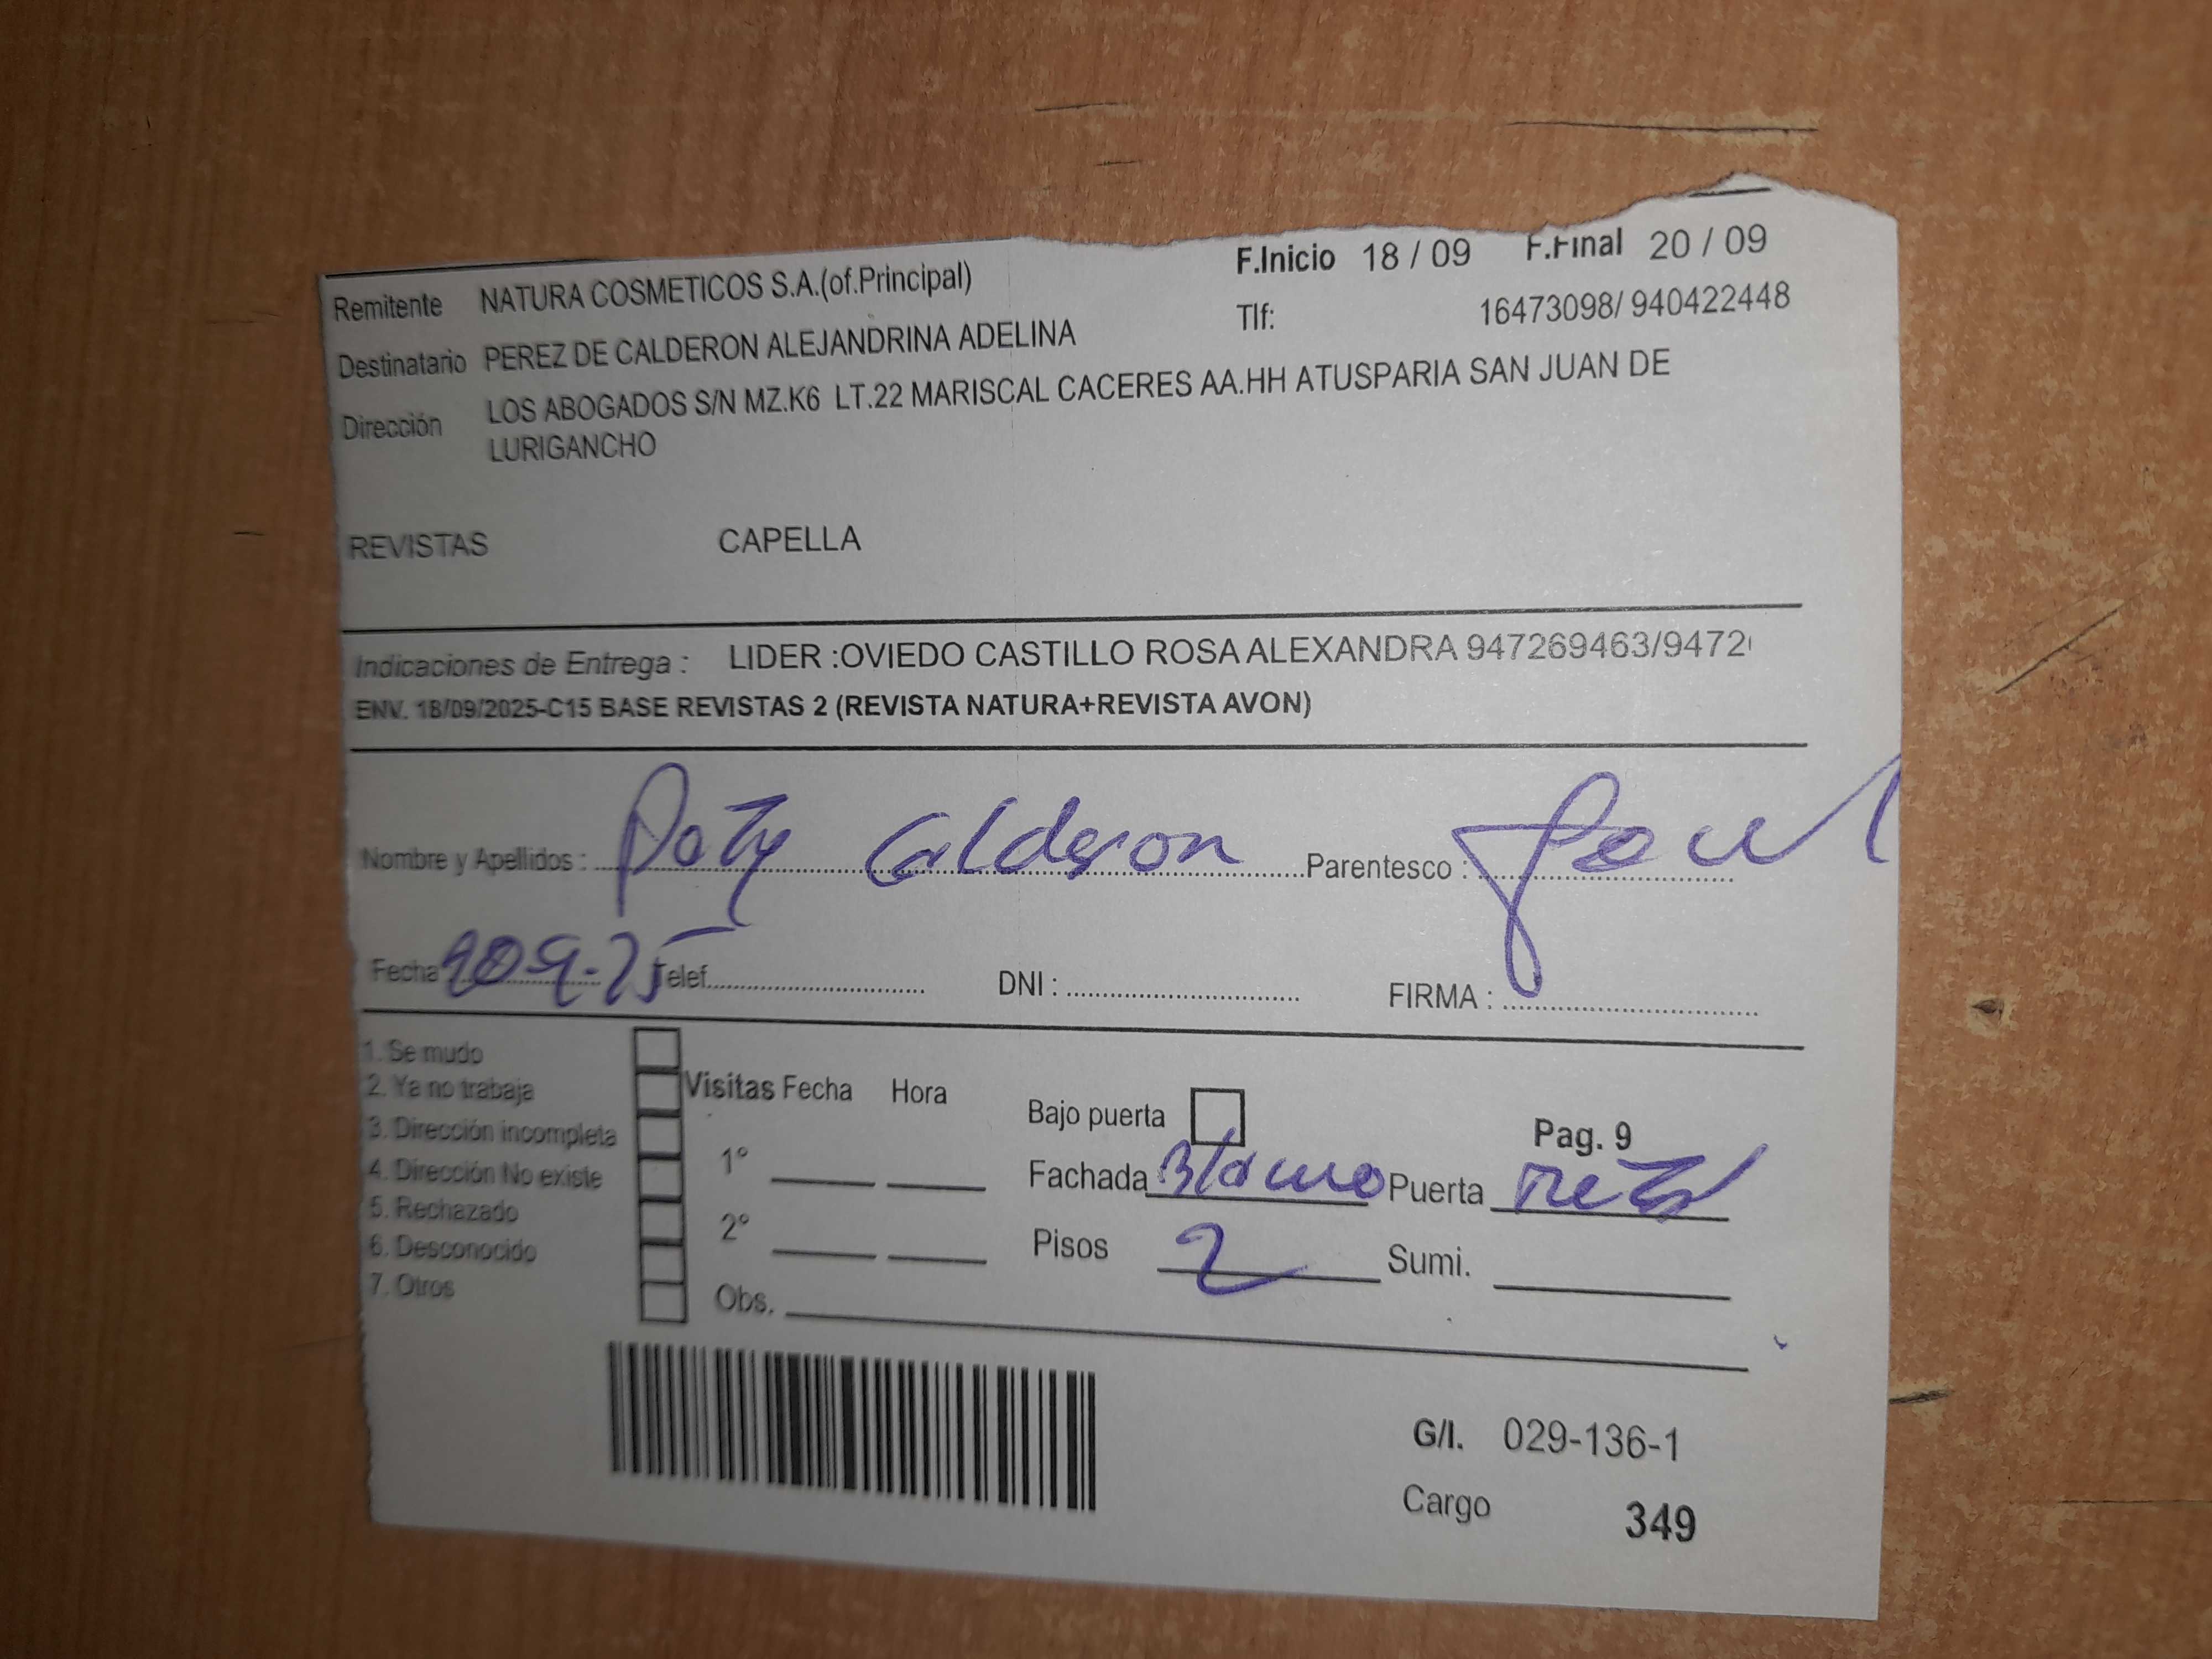 F.Inicio 18 / 09 F.Final 20 / 09
Remitente NATURA COSMETICOS S.A.(of.Principal)
Tlf: 16473098/ 940422448
Destinatario PEREZ DE CALDERON ALEJANDRINA ADELINA
Dirección LOS ABOGADOS S/N MZ.K6 LT.22 MARISCAL CACERES AA.HH ATUSPARIA SAN JUAN DE
LURIGANCHO
REVISTAS CAPELLA
Indicaciones de Entrega : LIDER :OVIEDO CASTILLO ROSA ALEXANDRA 947269463/9472
ENV. 18/09/2025-C15 BASE REVISTAS 2 (REVISTA NATURA+REVISTA AVON)
Nombre y Apellidos : Paty Calderon Parentesco :
Fecha Telef. DNI : FIRMA :
1. Se mudo
2. Ya no trabaja
3. Dirección incompleta
4. Dirección No existe
5. Rechazado
6. Desconocido
7. Otros
Visitas Fecha Hora
1°
2°
Obs.
Bajo puerta Pag. 9
Fachada Blanco Puerta Metal
Pisos 2 Sumi.
G/I. 029-136-1
Cargo 349